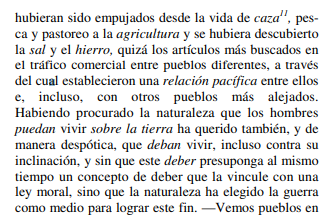 hubieran sido empujados desde la vida de caza¹¹, pes-
ca y pastoreo a la agricultura y se hubiera descubierto
la sal y el hierro, quizá los artículos más buscados en
el tráfico comercial entre pueblos diferentes, a través
del cual establecieron una relación pacífica entre ellos
e, incluso, con otros pueblos más alejados.
Habiendo procurado la naturaleza que los hombres
puedan vivir sobre la tierra ha querido también, y de
manera despótica, que deban vivir, incluso contra su
inclinación, y sin que este deber presuponga al mismo
tiempo un concepto de deber que la vincule con una
ley moral, sino que la naturaleza ha elegido la guerra
como medio para lograr este fin. —Vemos pueblos en